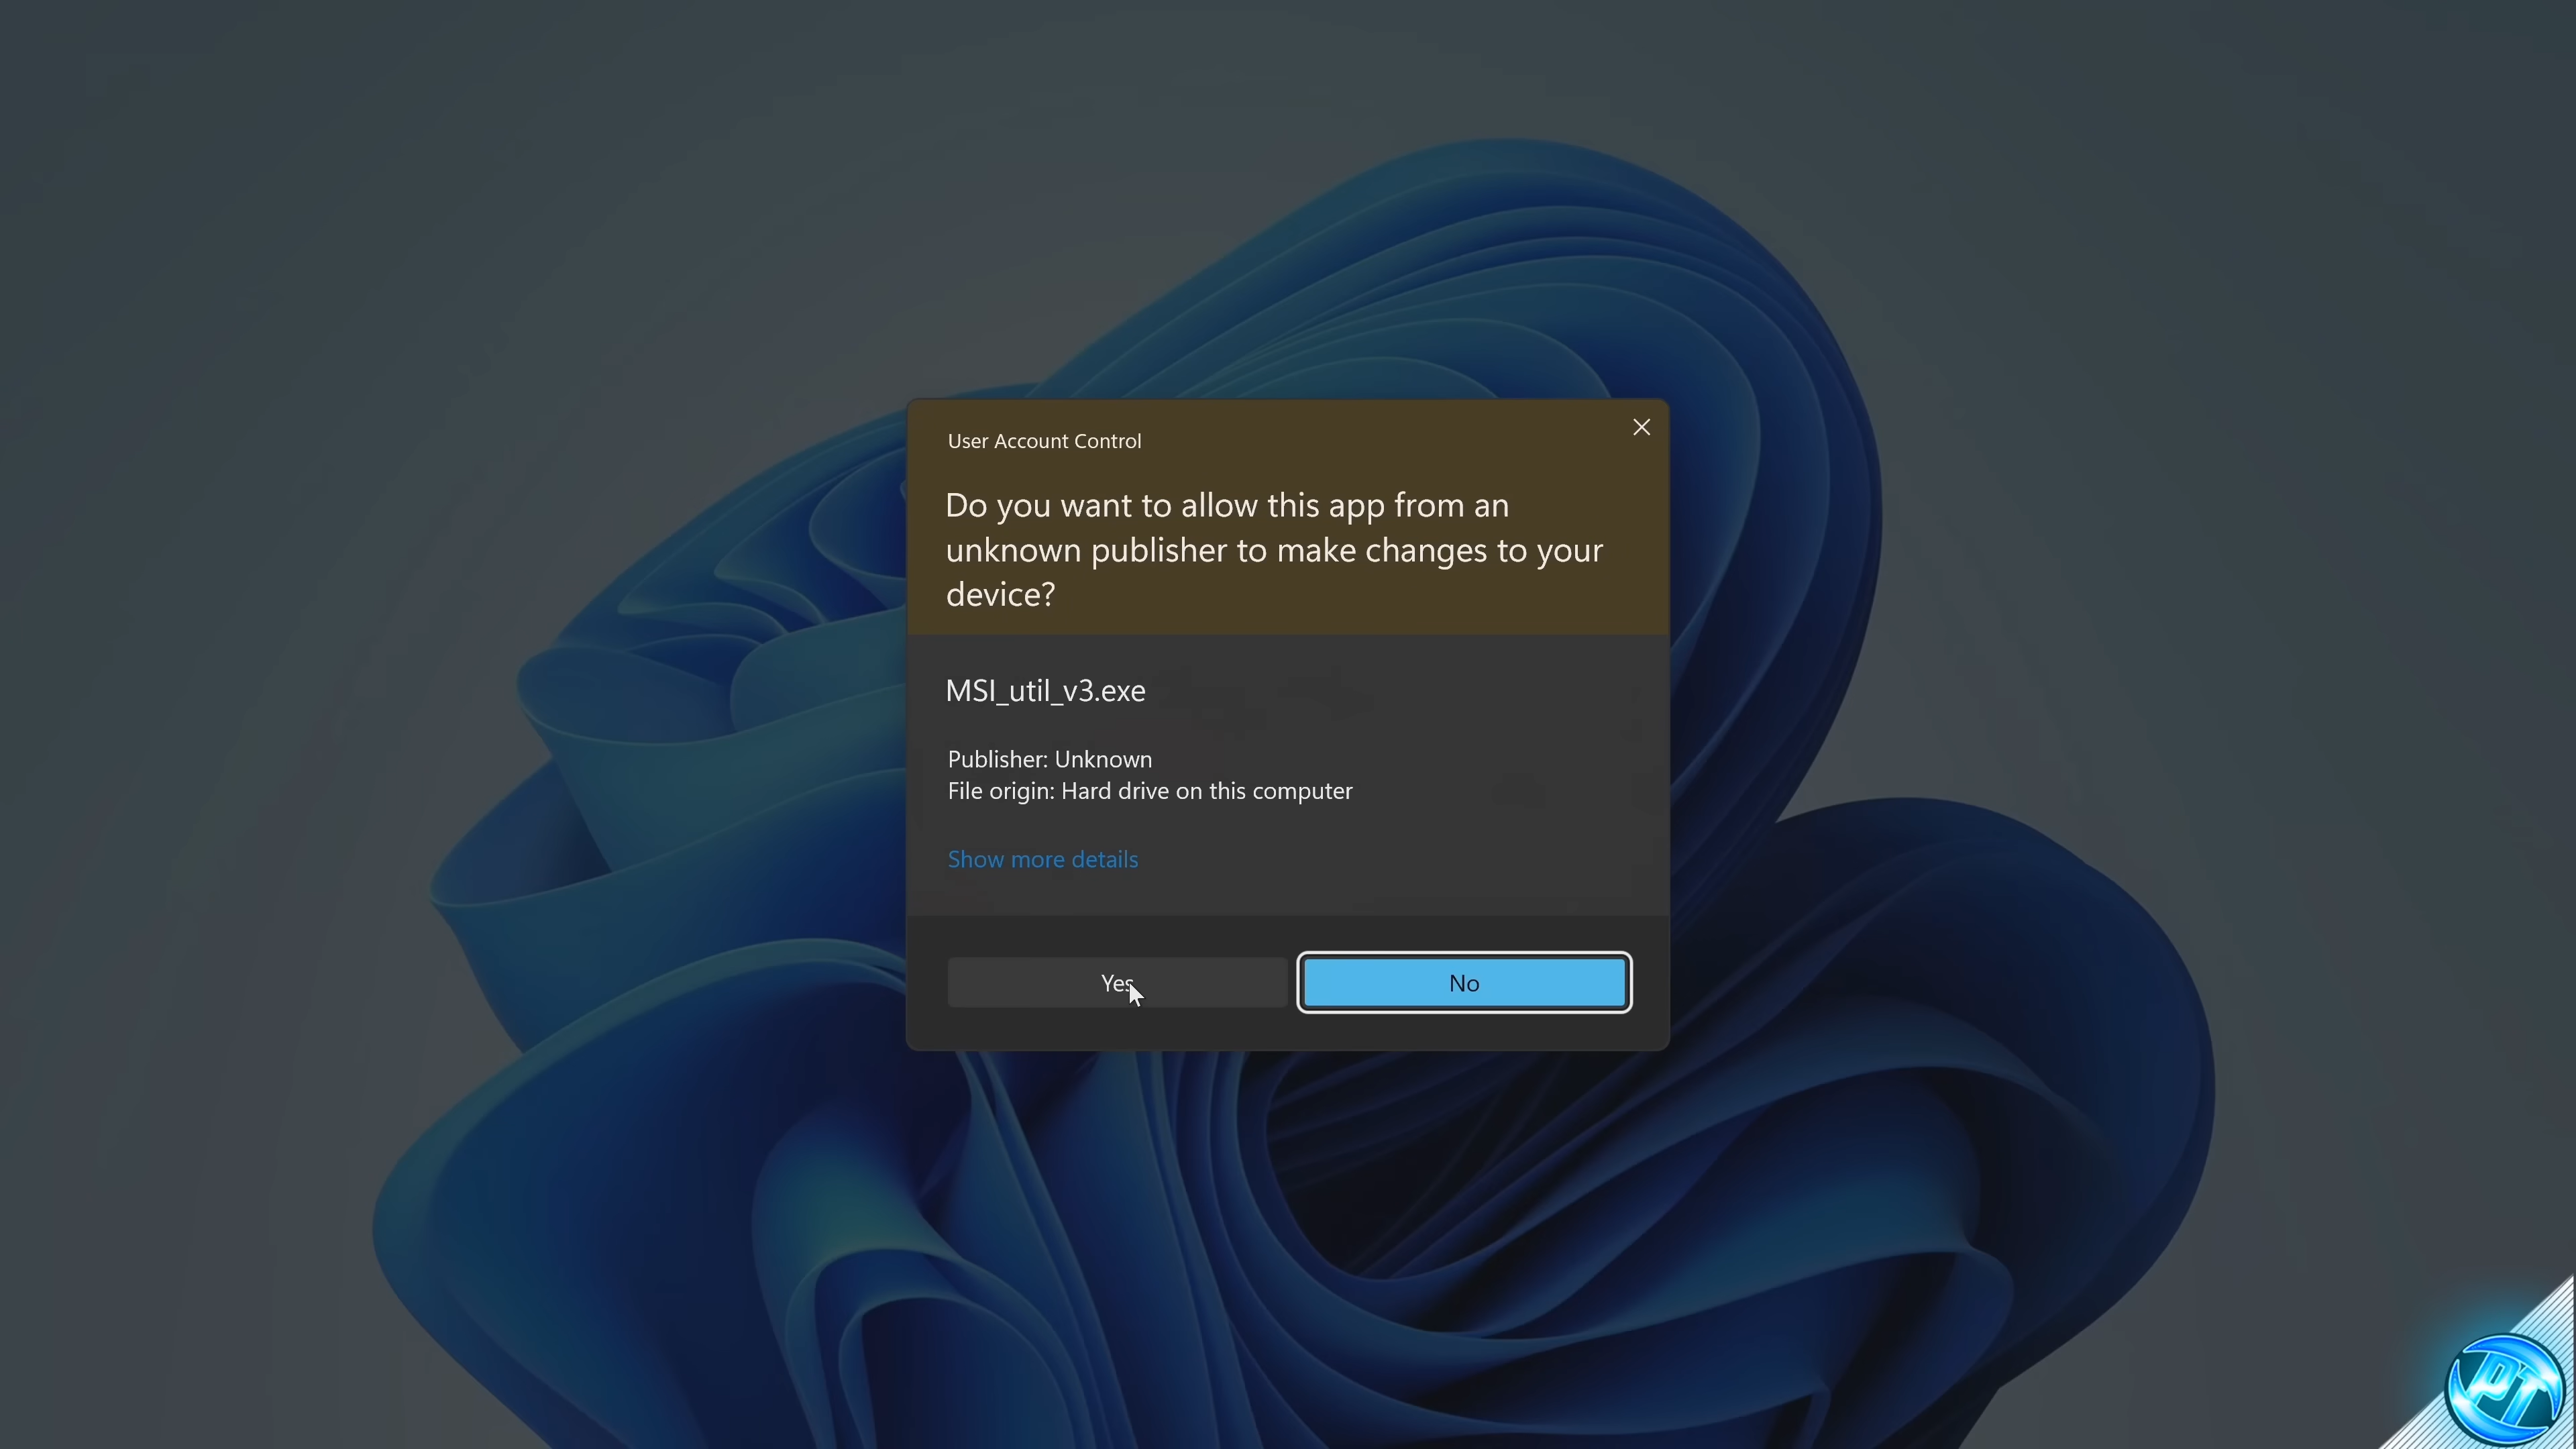 User Account Control
Do you want to allow this app from an
unknown publisher to make changes to your
device?
MSI_util_v3.exe
Publisher: Unknown
File origin: Hard drive on this computer
Show more details
Yes
No
PT